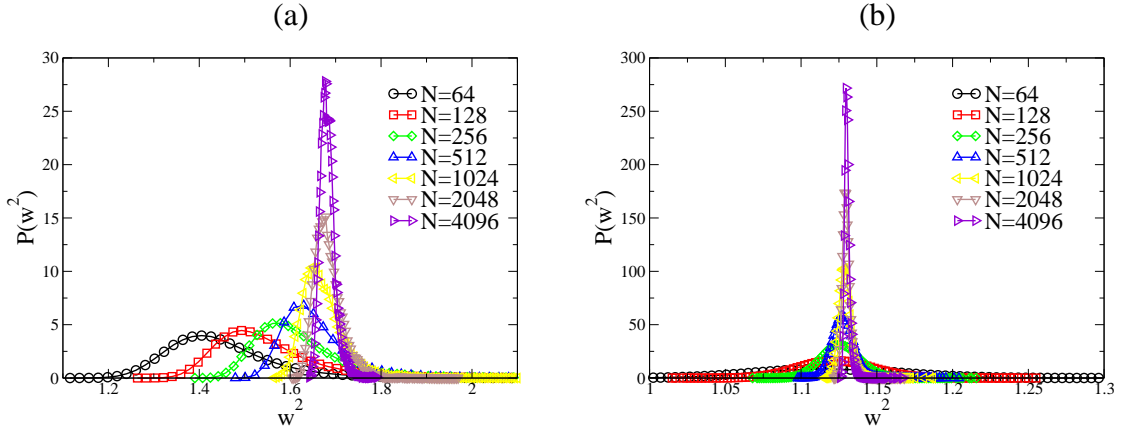 (a)
P(w²)
30
25
20
15
10
5
0
1.2
1.4
1.6
1.8
2
w²
N=64
N=128
N=256
N=512
N=1024
N=2048
N=4096
(b)
P(w²)
300
250
200
150
100
50
0
1
1.05
1.1
1.15
1.2
1.25
1.3
w²
N=64
N=128
N=256
N=512
N=1024
N=2048
N=4096